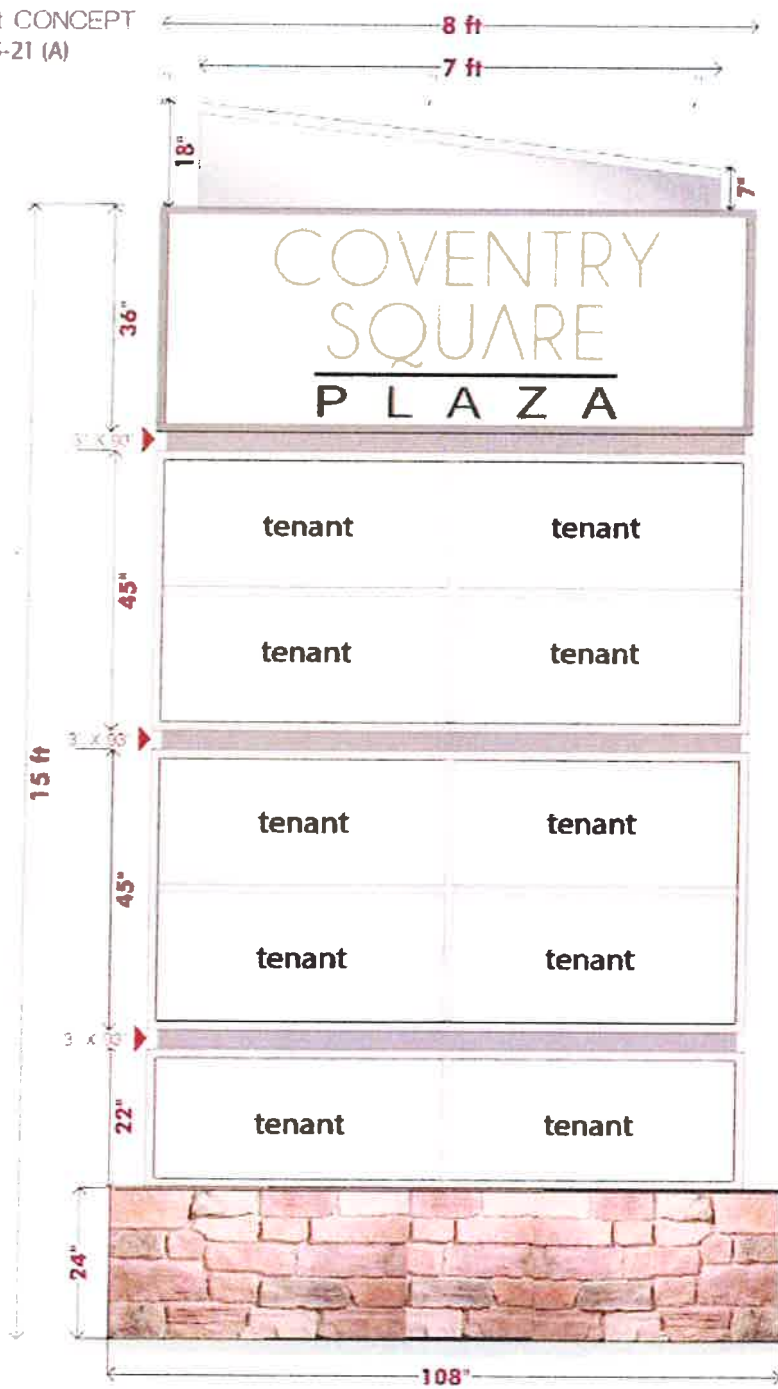 CONCEPT
-21 (A)
8 ft
7 ft
18"
7"
COVENTRY
SQUARE
PLAZA
36"
tenant tenant
45"
tenant tenant
15 ft
tenant tenant
45"
tenant tenant
3 X
22"
tenant tenant
24"
108"